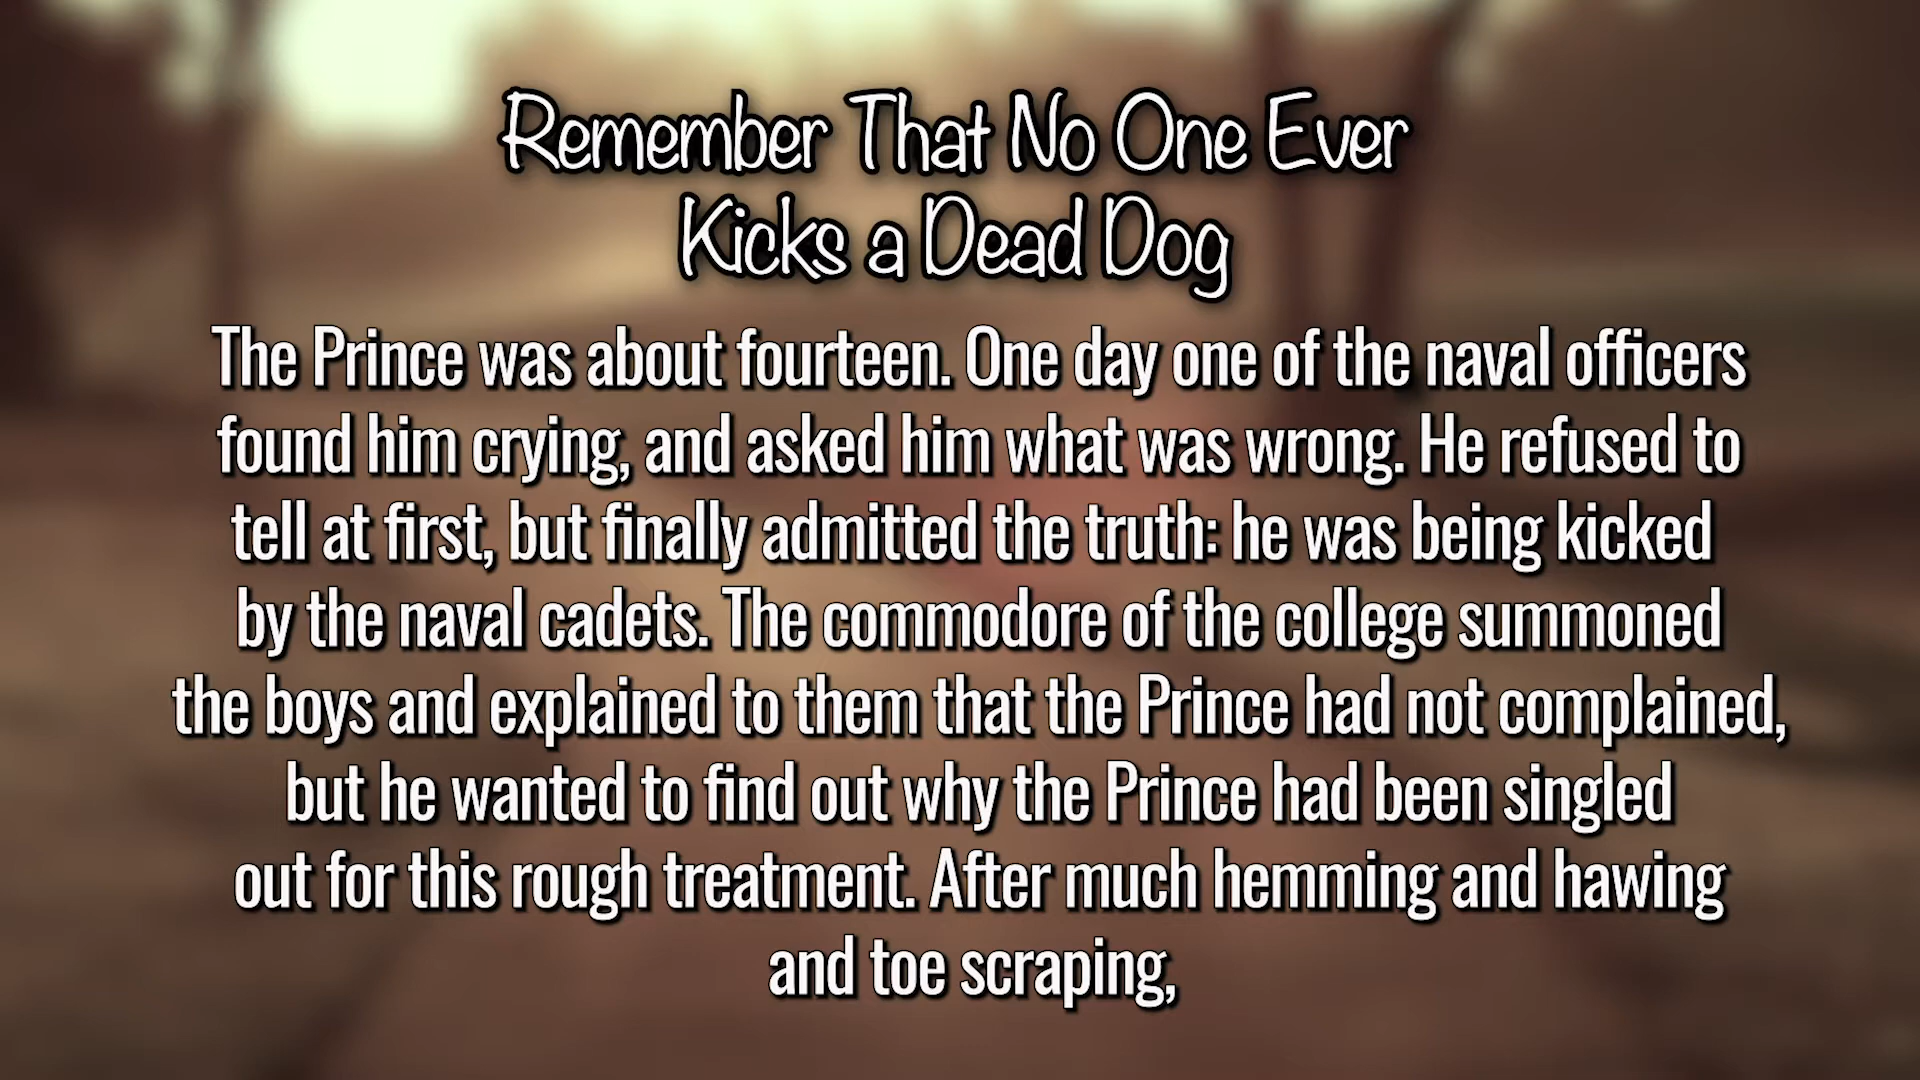 Remember That No One Ever
Kicks a Dead Dog
The Prince was about fourteen. One day one of the naval officers
found him crying, and asked him what was wrong. He refused to
tell at first, but finally admitted the truth: he was being kicked
by the naval cadets. The commodore of the college summoned
the boys and explained to them that the Prince had not complained,
but he wanted to find out why the Prince had been singled
out for this rough treatment. After much hemming and hawing
and toe scraping,